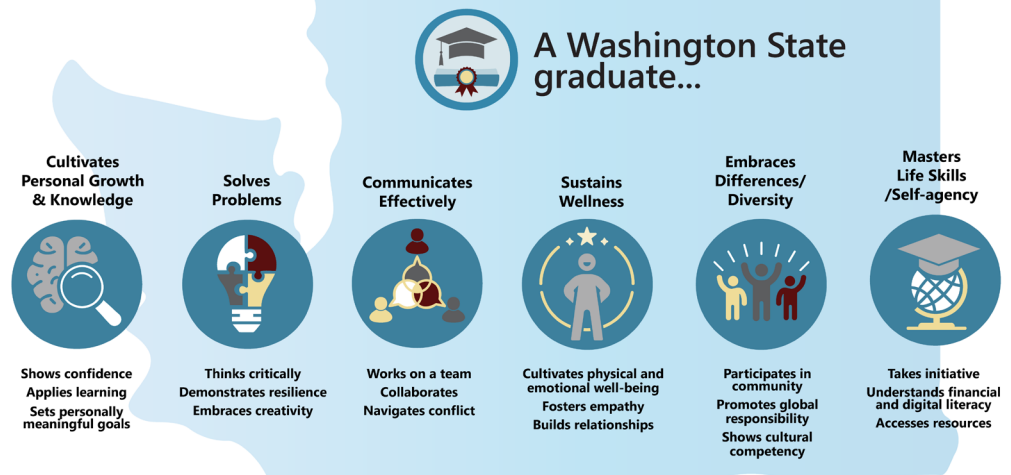 A Washington State
graduate...
Cultivates
Personal Growth
& Knowledge
Shows confidence
Applies learning
Sets personally
meaningful goals
Solves
Problems
Thinks critically
Demonstrates resilience
Embraces creativity
Communicates
Effectively
Works on a team
Collaborates
Navigates conflict
Sustains
Wellness
Cultivates physical and
emotional well-being
Fosters empathy
Builds relationships
Embraces
Differences/
Diversity
Participates in
community
Promotes global
responsibility
Shows cultural
competency
Masters
Life Skills
/Self-agency
Takes initiative
Understands financial
and digital literacy
Accesses resources